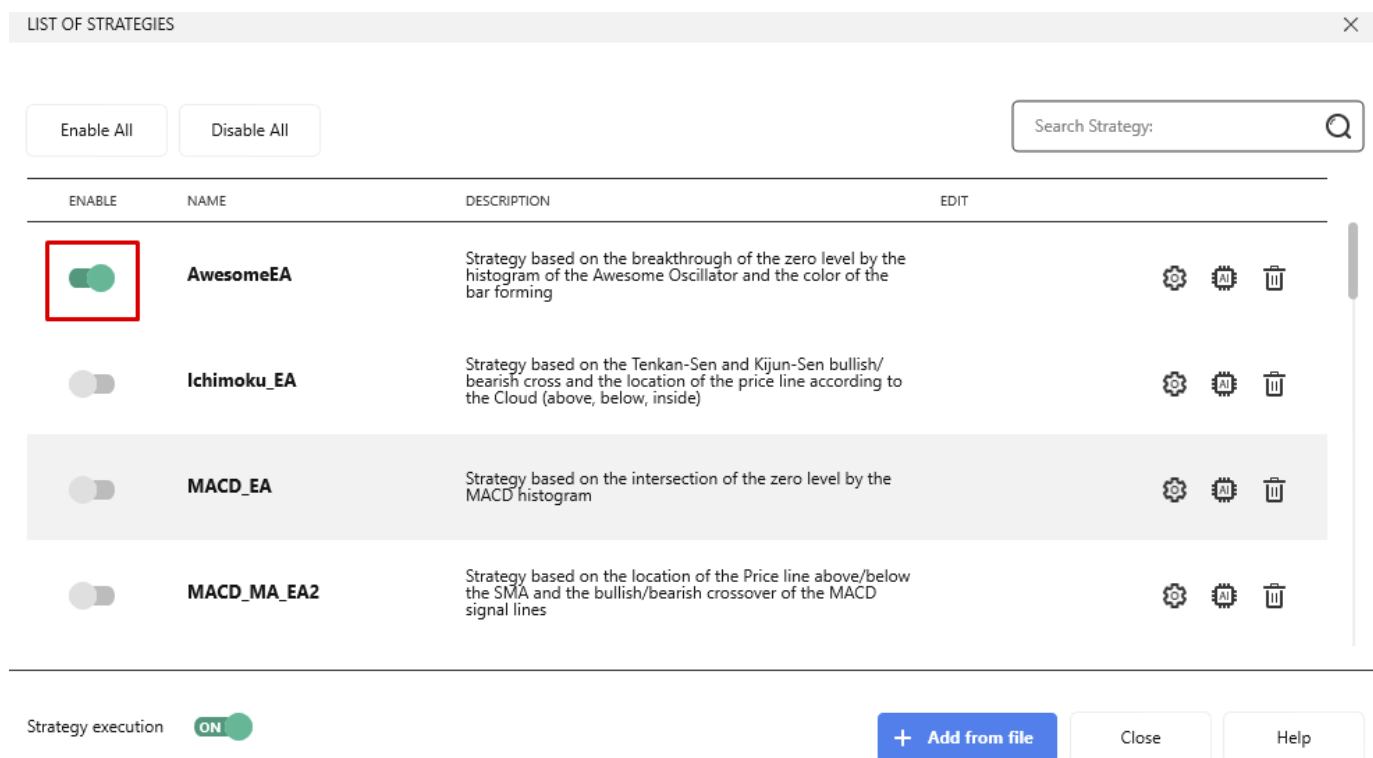 LIST OF STRATEGIES
Enable All
Disable All
Search Strategy:
ENABLE
NAME
DESCRIPTION
EDIT
AwesomeEA
Strategy based on the breakthrough of the zero level by the
histogram of the Awesome Oscillator and the color of the
bar forming
AI
Ichimoku_EA
Strategy based on the Tenkan-Sen and Kijun-Sen bullish/
bearish cross and the location of the price line according to
the Cloud (above, below, inside)
AI
MACD_EA
Strategy based on the intersection of the zero level by the
MACD histogram
AI
MACD_MA_EA2
Strategy based on the location of the Price line above/below
the SMA and the bullish/bearish crossover of the MACD
signal lines
AI
Strategy execution
ON
+ Add from file
Close
Help